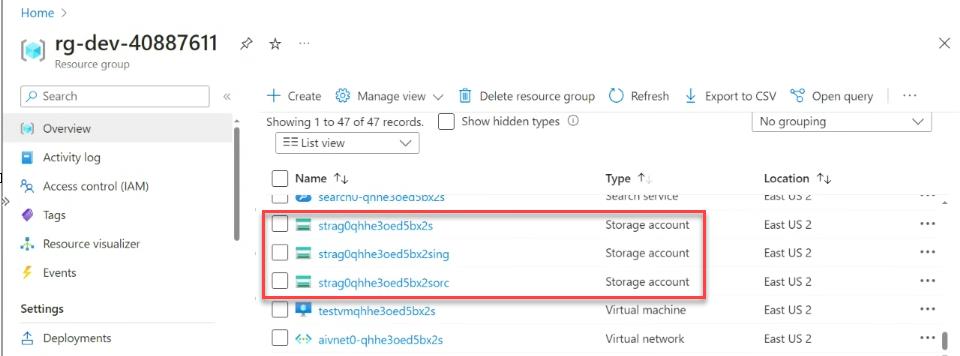 Home >
rg-dev-40887611
Resource group
Search
Overview
Activity log
Access control (IAM)
Tags
Resource visualizer
Events
Settings
Deployments
Create Manage view Delete resource group Refresh Export to CSV Open query
Showing 1 to 47 of 47 records. Show hidden types No grouping
List view
Name Type Location
search0-qhhe3oed5bx2s Search service East US 2
strag0qhhe3oed5bx2s Storage account East US 2
strag0qhhe3oed5bx2sing Storage account East US 2
strag0qhhe3oed5bx2sorc Storage account East US 2
testvmqhhe3oed5bx2s Virtual machine East US 2
aivnet0-qhhe3oed5bx2s Virtual network East US 2